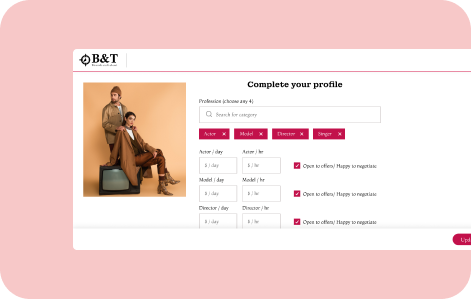 B&T
Complete your profile
Profession (choose any 4)
Search for category
Actor ✕ Model ✕ Director ✕ Singer ✕
Actor / day Actor / hr
$ / day $ / hr Open to offers/ Happy to negotiate
Model / day Model / hr
$ / day $ / hr Open to offers/ Happy to negotiate
Director / day Director / hr
$ / day $ / hr Open to offers/ Happy to negotiate